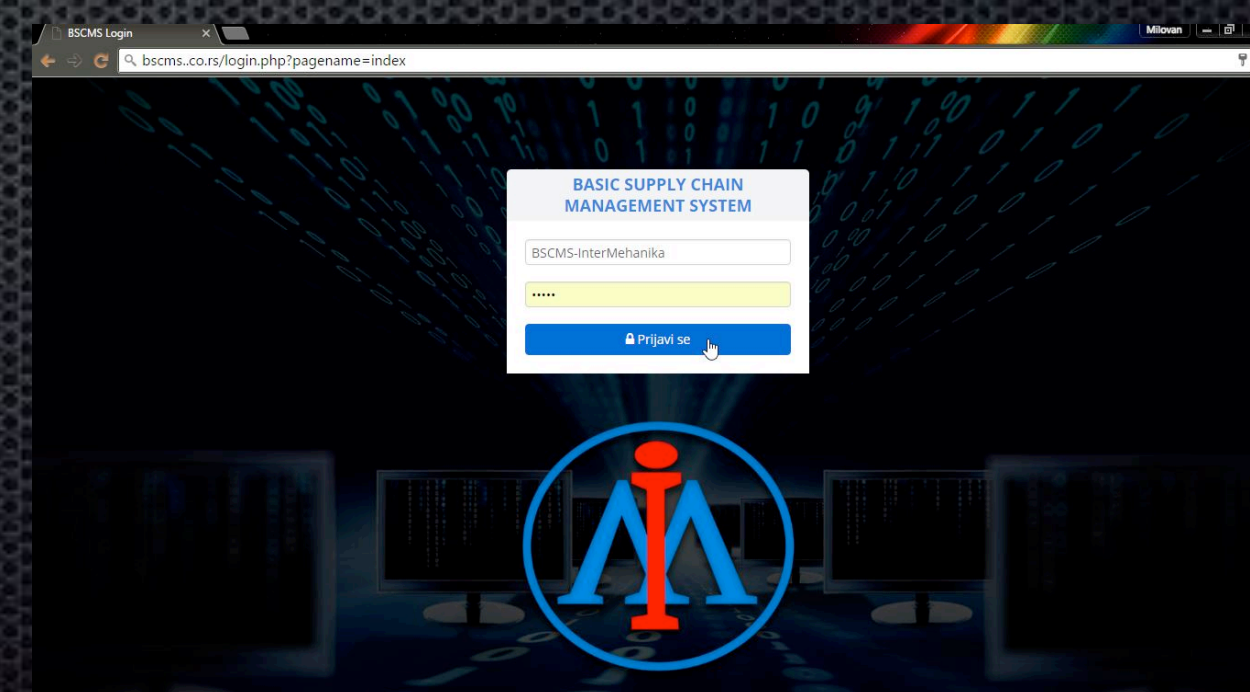 BSCMS Login
Milovan
bscms..co.rs/login.php?pagename=index
BASIC SUPPLY CHAIN
MANAGEMENT SYSTEM
BSCMS-InterMehanika
•••••
Prijavi se